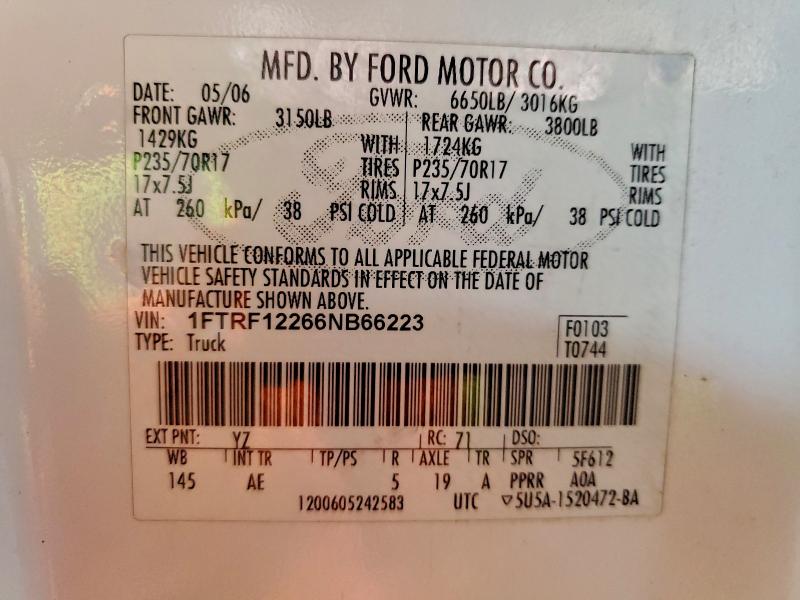 MFD. BY FORD MOTOR CO.
DATE: 05/06 GVWR: 6650LB/ 3016KG
FRONT GAWR: 3150LB REAR GAWR: 3800LB
1429KG WITH 1724KG WITH
P235/70R17 TIRES P235/70R17 TIRES
17x7.5J RIMS 17x7.5J RIMS
AT 260 kPa/ 38 PSI COLD AT 260 kPa/ 38 PSI COLD
Ford
THIS VEHICLE CONFORMS TO ALL APPLICABLE FEDERAL MOTOR
VEHICLE SAFETY STANDARDS IN EFFECT ON THE DATE OF
MANUFACTURE SHOWN ABOVE.
VIN: 1FTRF12266NB66223
F0103
TYPE: Truck T0744
EXT PNT: YZ RC: 71 DSO:
WB INT TR TP/PS R AXLE TR SPR 5F612
145 AE 5 19 A PPRR A0A
1200605242583 UTC ▽5U5A-1520472-BA